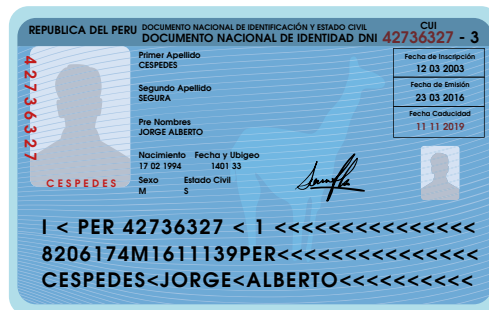 REPUBLICA DEL PERU
DOCUMENTO NACIONAL DE IDENTIFICACIÓN Y ESTADO CIVIL
DOCUMENTO NACIONAL DE IDENTIDAD DNI
CUI
42736327 - 3
42736327
CESPEDES
Primer Apellido
CESPEDES
Segundo Apellido
SEGURA
Pre Nombres
JORGE ALBERTO
Nacimiento Fecha y Ubigeo
17 02 1994 1401 33
Sexo Estado Civil
M S
Fecha de Inscripción
12 03 2003
Fecha de Emisión
23 03 2016
Fecha Caducidad
11 11 2019
I < PER 42736327 < 1 <<<<<<<<<<<<<<<
8206174M1611139PER<<<<<<<<<<<<<<<
CESPEDES<JORGE<ALBERTO<<<<<<<<<<